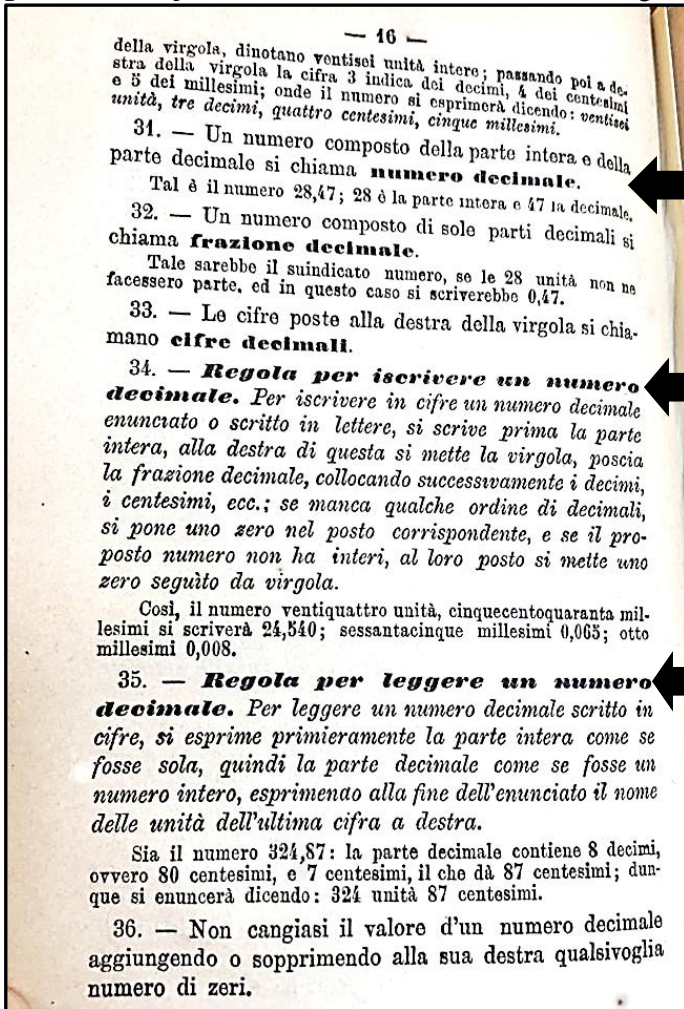 — 16 —
della virgola, dinotano ventisei unità intere; passando poi a de-
stra della virgola la cifra 3 indica dei decimi, 4 dei centesimi
e 5 dei millesimi; onde il numero si esprimerà dicendo: ventisei
unità, tre decimi, quattro centesimi, cinque millesimi.
31. — Un numero composto della parte intera e della
parte decimale si chiama numero decimale.
Tal è il numero 28,47; 28 è la parte intera e 47 la decimale.
32. — Un numero composto di sole parti decimali si
chiama frazione decimale.
Tale sarebbe il suindicato numero, se le 28 unità non ne
facessero parte, ed in questo caso si scriverebbe 0,47.
33. — Le cifre poste alla destra della virgola si chia-
mano cifre decimali.
34. — Regola per iscrivere un numero
decimale. Per iscrivere in cifre un numero decimale
enunciato o scritto in lettere, si scrive prima la parte
intera, alla destra di questa si mette la virgola, poscia
la frazione decimale, collocando successivamente i decimi,
i centesimi, ecc.; se manca qualche ordine di decimali,
si pone uno zero nel posto corrispondente, e se il pro-
posto numero non ha interi, al loro posto si mette uno
zero seguìto da virgola.
Così, il numero ventiquattro unità, cinquecentoquaranta mil-
lesimi si scriverà 24,540; sessantacinque millesimi 0,065; otto
millesimi 0,008.
35. — Regola per leggere un numero
decimale. Per leggere un numero decimale scritto in
cifre, si esprime primieramente la parte intera come se
fosse sola, quindi la parte decimale come se fosse un
numero intero, esprimendo alla fine dell'enunciato il nome
delle unità dell'ultima cifra a destra.
Sia il numero 324,87: la parte decimale contiene 8 decimi,
ovvero 80 centesimi, e 7 centesimi, il che dà 87 centesimi; dun-
que si enuncerà dicendo: 324 unità 87 centesimi.
36. — Non cangiasi il valore d'un numero decimale
aggiungendo o sopprimendo alla sua destra qualsivoglia
numero di zeri.